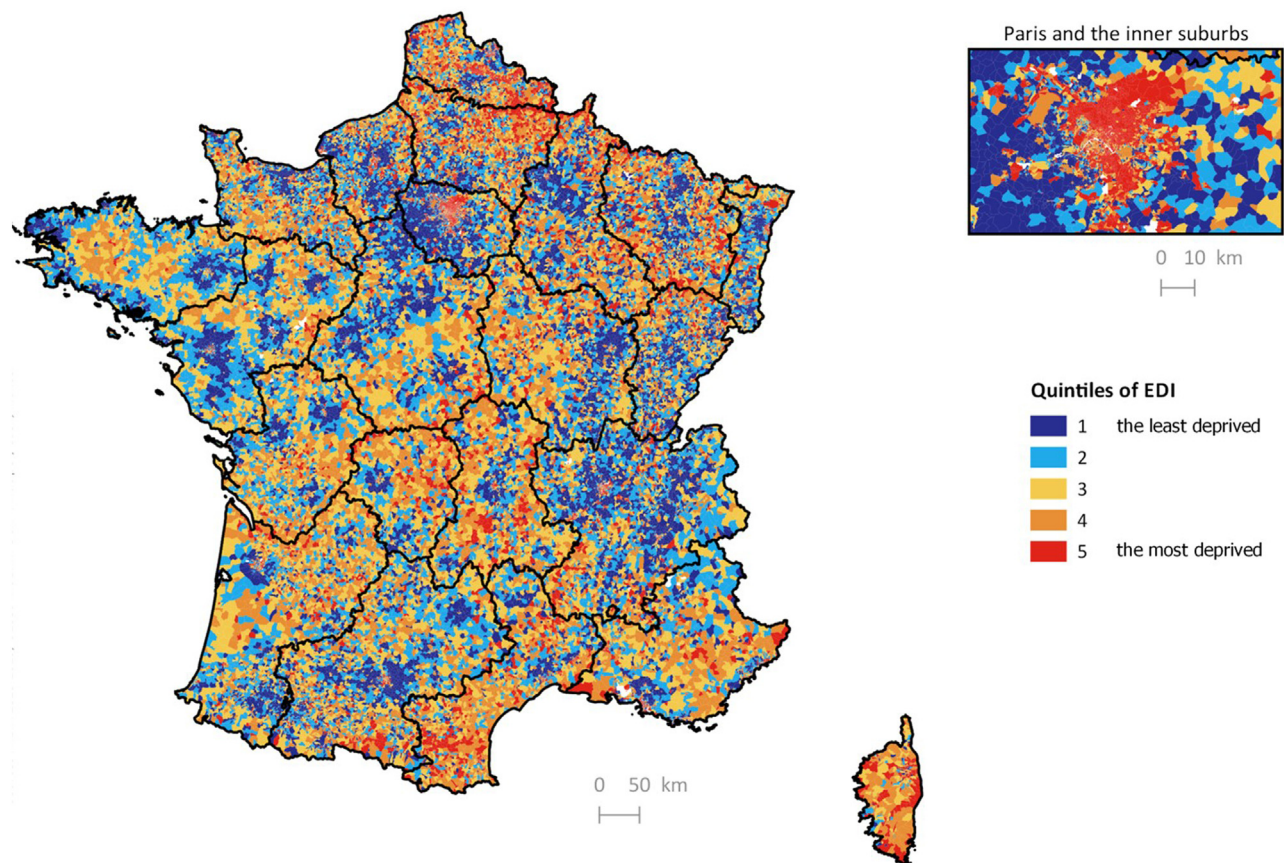 Paris and the inner suburbs
0 10 km
Quintiles of EDI
1 the least deprived
2
3
4
5 the most deprived
0 50 km